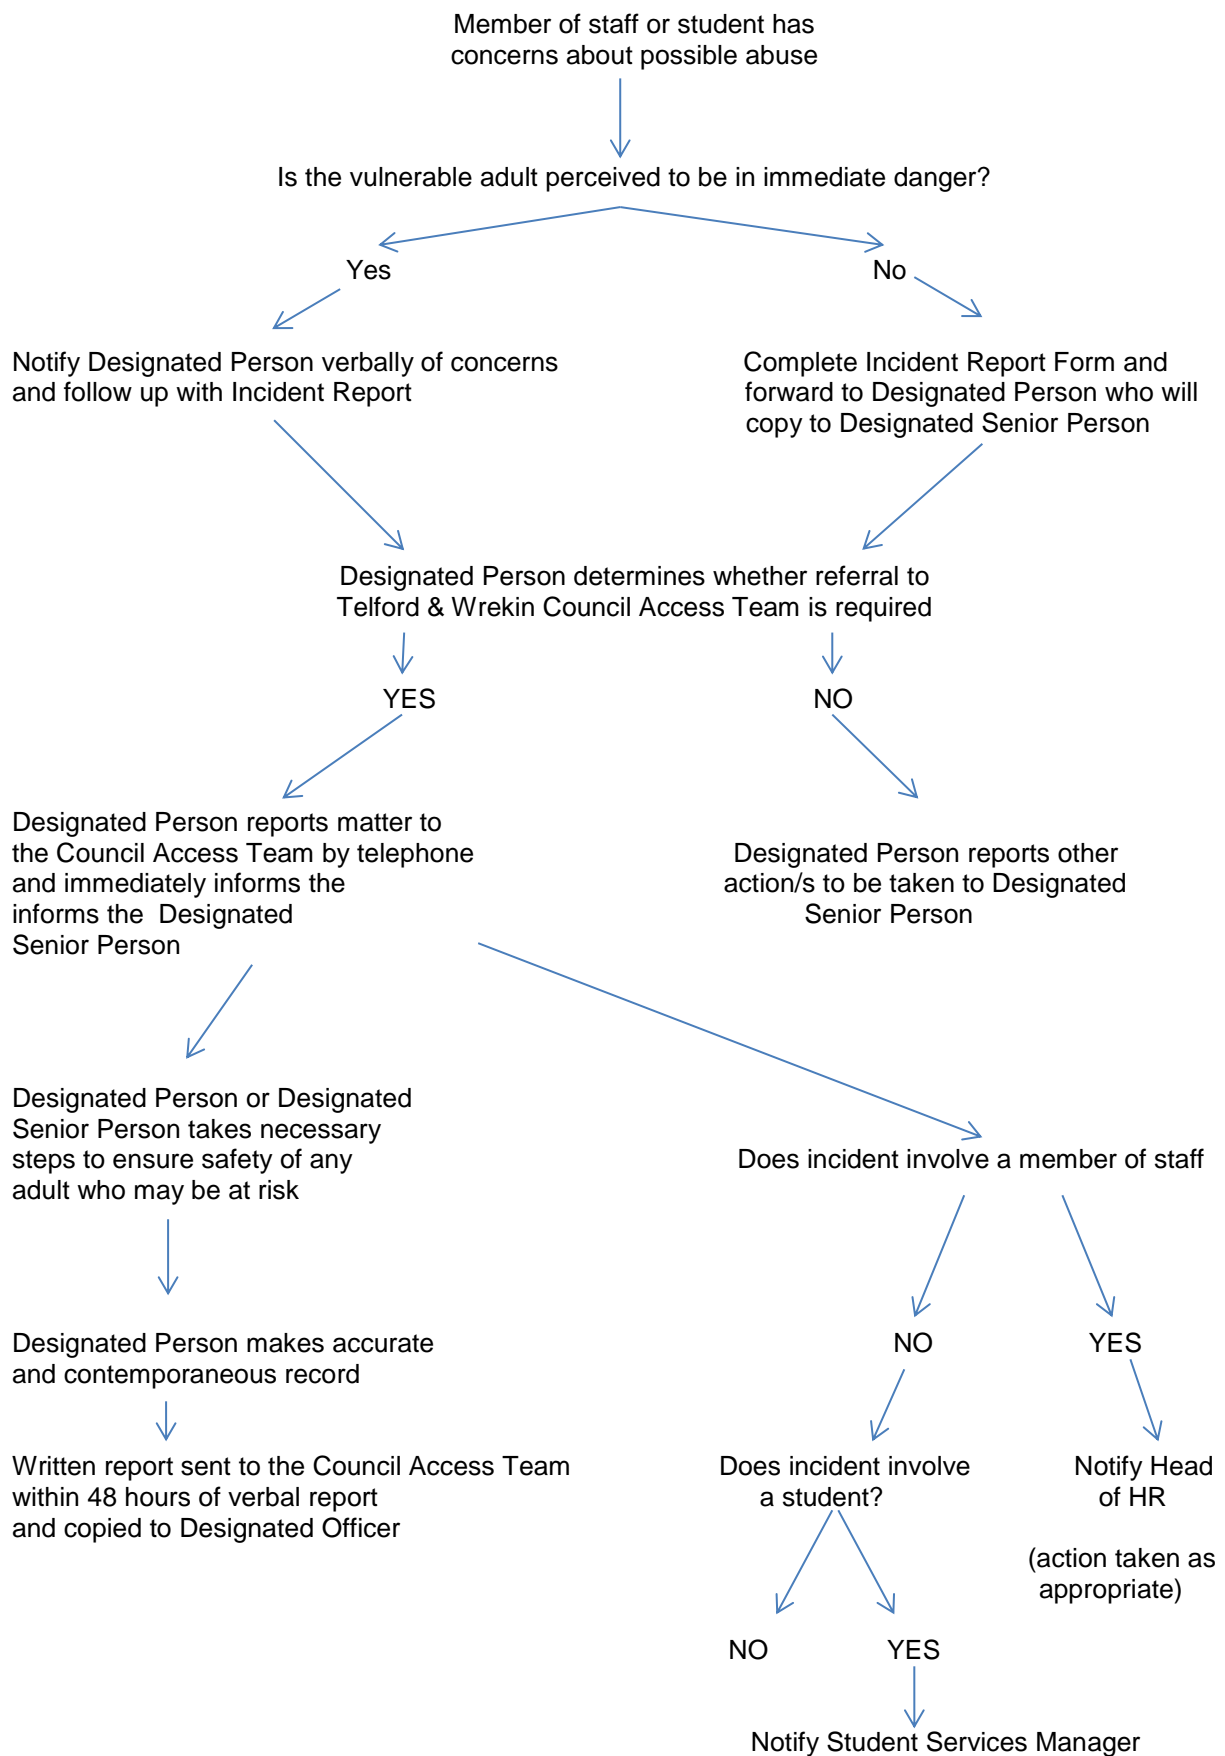 Member of staff or student has
concerns about possible abuse
Is the vulnerable adult perceived to be in immediate danger?
Yes
No
Notify Designated Person verbally of concerns
and follow up with Incident Report
Complete Incident Report Form and
forward to Designated Person who will
copy to Designated Senior Person
Designated Person determines whether referral to
Telford & Wrekin Council Access Team is required
YES
NO
Designated Person reports matter to
the Council Access Team by telephone
and immediately informs the
informs the Designated
Senior Person
Designated Person reports other
action/s to be taken to Designated
Senior Person
Designated Person or Designated
Senior Person takes necessary
steps to ensure safety of any
adult who may be at risk
Does incident involve a member of staff
Designated Person makes accurate
and contemporaneous record
NO
YES
Written report sent to the Council Access Team
within 48 hours of verbal report
and copied to Designated Officer
Does incident involve
a student?
Notify Head
of HR
(action taken as
appropriate)
NO
YES
Notify Student Services Manager